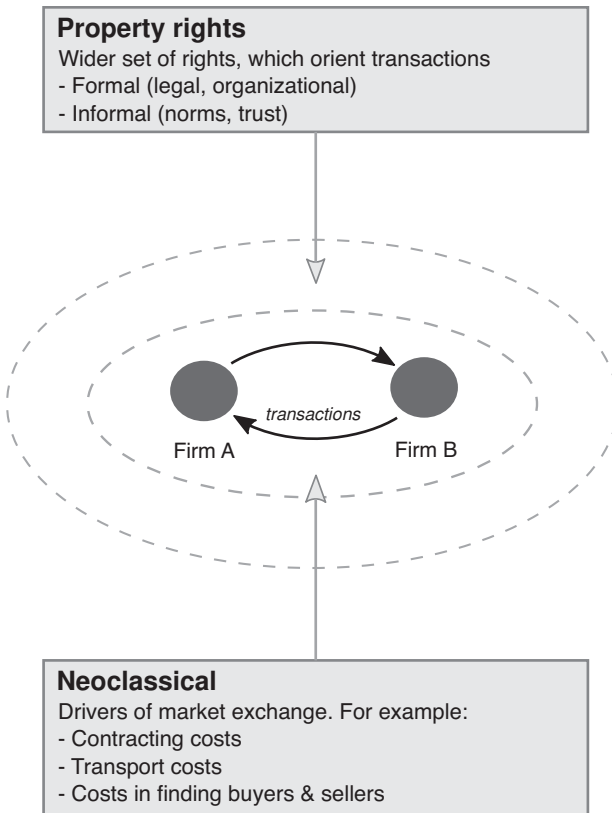 Property rights
Wider set of rights, which orient transactions
- Formal (legal, organizational)
- Informal (norms, trust)
transactions
Firm A
Firm B
Neoclassical
Drivers of market exchange. For example:
- Contracting costs
- Transport costs
- Costs in finding buyers & sellers